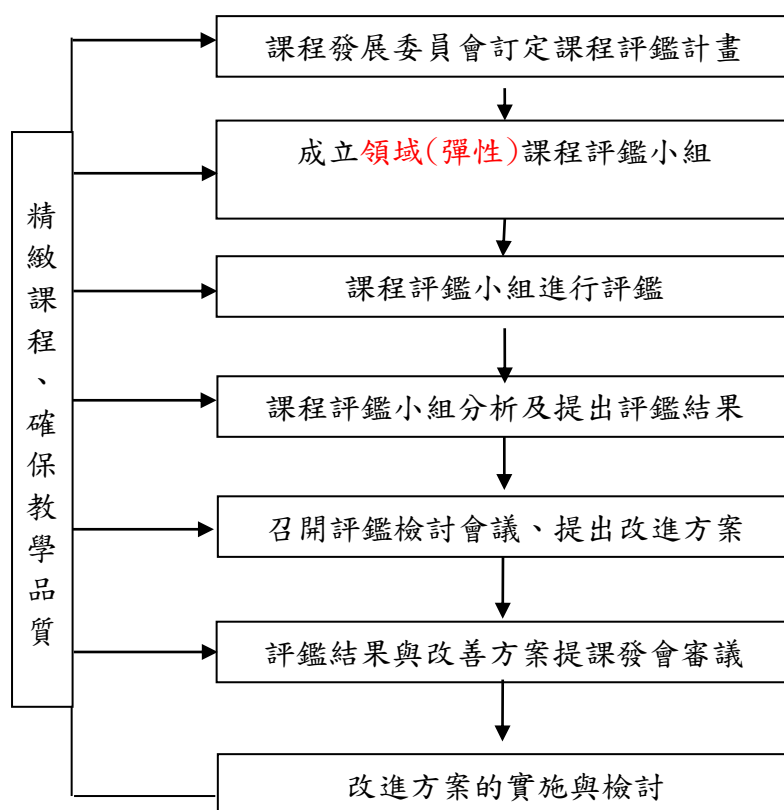 課程發展委員會訂定課程評鑑計畫
成立領域(彈性)課程評鑑小組
精緻課程、確保教學品質
課程評鑑小組進行評鑑
課程評鑑小組分析及提出評鑑結果
召開評鑑檢討會議、提出改進方案
評鑑結果與改善方案提課發會審議
改進方案的實施與檢討